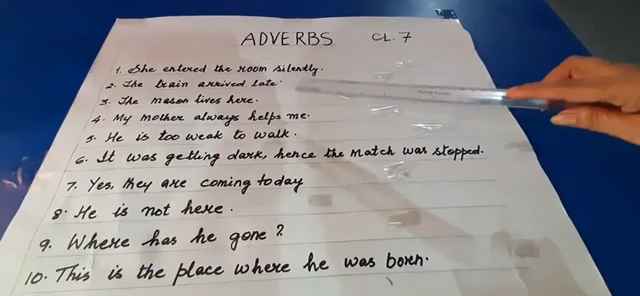 ADVERBS CL.7
1. She entered the room silently.
2. The train arrived late.
3. The mason lives here.
4. My mother always helps me.
5. He is too weak to walk.
6. It was getting dark, hence the match was stopped.
7. Yes, they are coming today
8. He is not here.
9. Where has he gone?
10. This is the place where he was born.